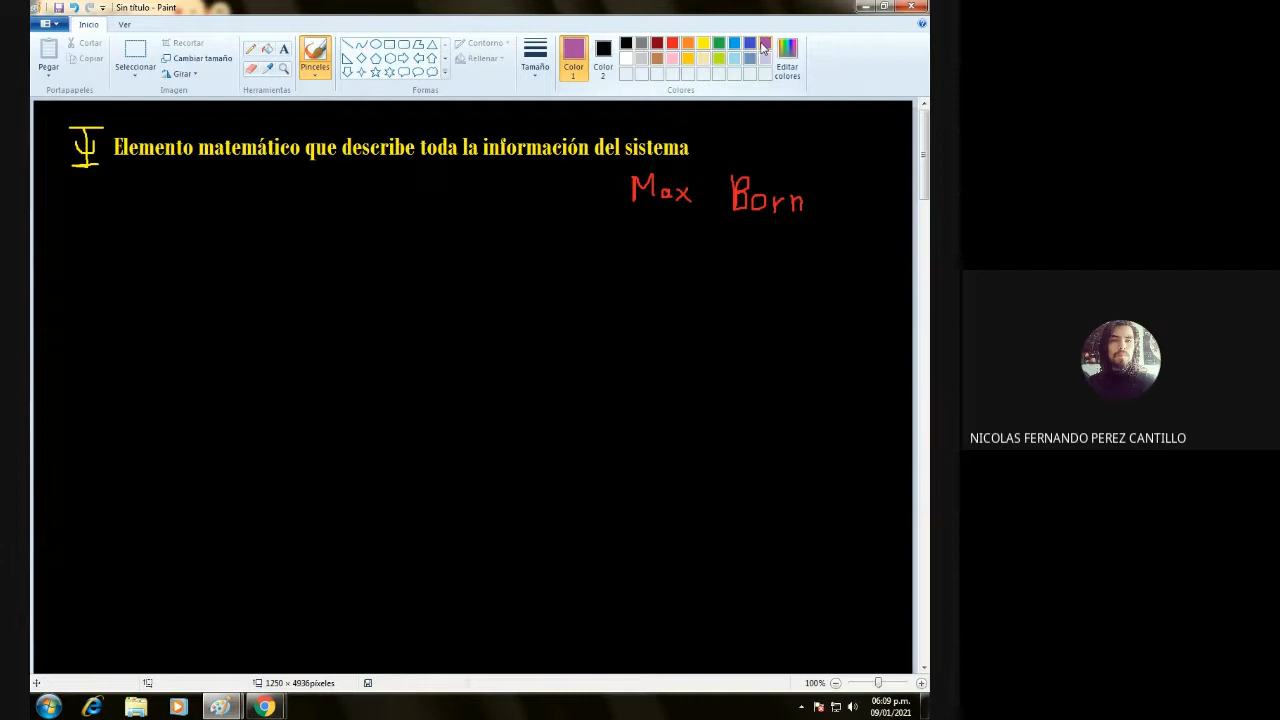 Sin título - Paint
Inicio Ver
Pegar
Cortar
Copiar
Portapapeles
Seleccionar
Recortar
Cambiar tamaño
Girar
Imagen
A
Herramientas
Pinceles
Contorno
Rellenar
Formas
Tamaño
Color 1
Color 2
Editar colores
Colores
Ψ Elemento matemático que describe toda la información del sistema
Max Born
NICOLAS FERNANDO PEREZ CANTILLO
1250 × 4936píxeles
100%
06:09 p.m.
09/01/2021